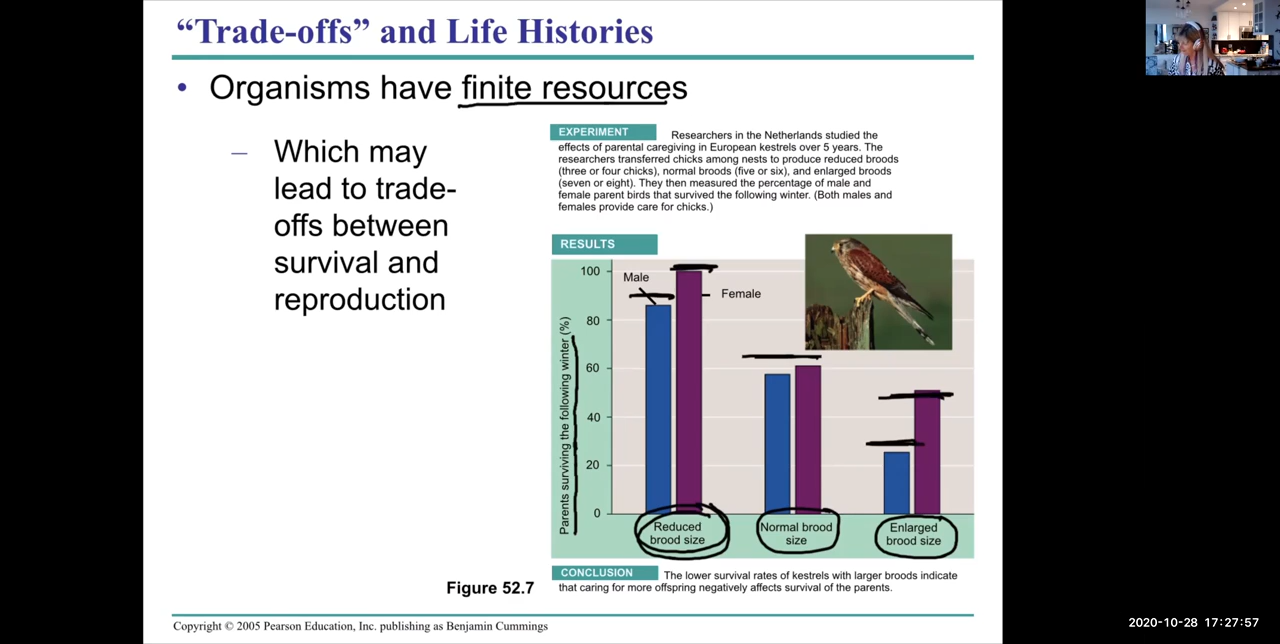 “Trade-offs” and Life Histories
• Organisms have finite resources
– Which may
lead to trade-
offs between
survival and
reproduction
EXPERIMENT Researchers in the Netherlands studied the
effects of parental caregiving in European kestrels over 5 years. The
researchers transferred chicks among nests to produce reduced broods
(three or four chicks), normal broods (five or six), and enlarged broods
(seven or eight). They then measured the percentage of male and
female parent birds that survived the following winter. (Both males and
females provide care for chicks.)
RESULTS
Parents surviving the following winter (%)
100
80
60
40
20
0
Male
Female
Reduced
brood size
Normal brood
size
Enlarged
brood size
CONCLUSION The lower survival rates of kestrels with larger broods indicate
that caring for more offspring negatively affects survival of the parents.
Figure 52.7
Copyright © 2005 Pearson Education, Inc. publishing as Benjamin Cummings
2020-10-28 17:27:57